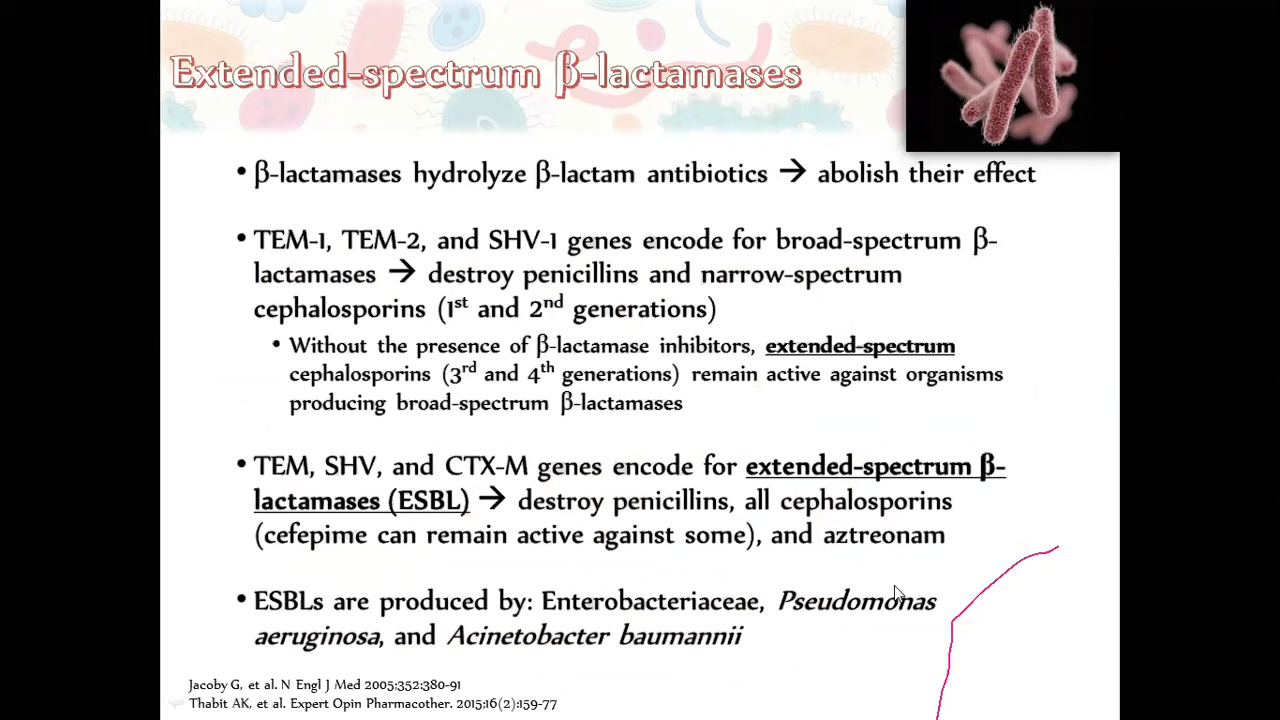 Extended-spectrum β-lactamases
• β-lactamases hydrolyze β-lactam antibiotics → abolish their effect
• TEM-1, TEM-2, and SHV-1 genes encode for broad-spectrum β-
lactamases → destroy penicillins and narrow-spectrum
cephalosporins (1st and 2nd generations)
• Without the presence of β-lactamase inhibitors, extended-spectrum
cephalosporins (3rd and 4th generations) remain active against organisms
producing broad-spectrum β-lactamases
• TEM, SHV, and CTX-M genes encode for extended-spectrum β-
lactamases (ESBL) → destroy penicillins, all cephalosporins
(cefepime can remain active against some), and aztreonam
• ESBLs are produced by: Enterobacteriaceae, Pseudomonas
aeruginosa, and Acinetobacter baumannii
Jacoby G, et al. N Engl J Med 2005;352:380-91
Thabit AK, et al. Expert Opin Pharmacother. 2015;16(2):159-77